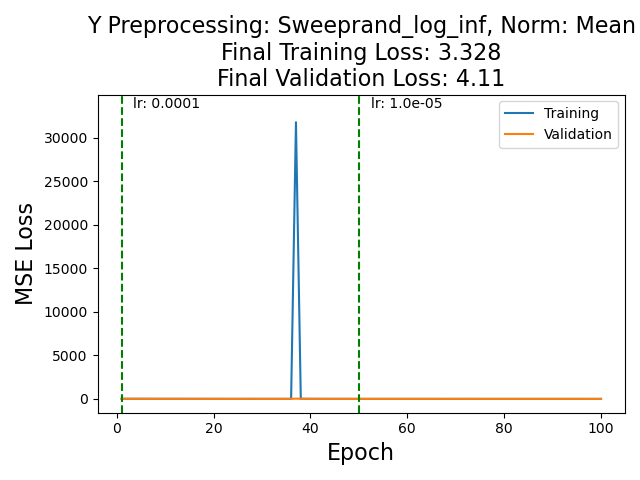 Y Preprocessing: Sweeprand_log_inf, Norm: Mean
Final Training Loss: 3.328
Final Validation Loss: 4.11
lr: 0.0001
lr: 1.0e-05
Training
Validation
MSE Loss
30000
25000
20000
15000
10000
5000
0
0 20 40 60 80 100
Epoch